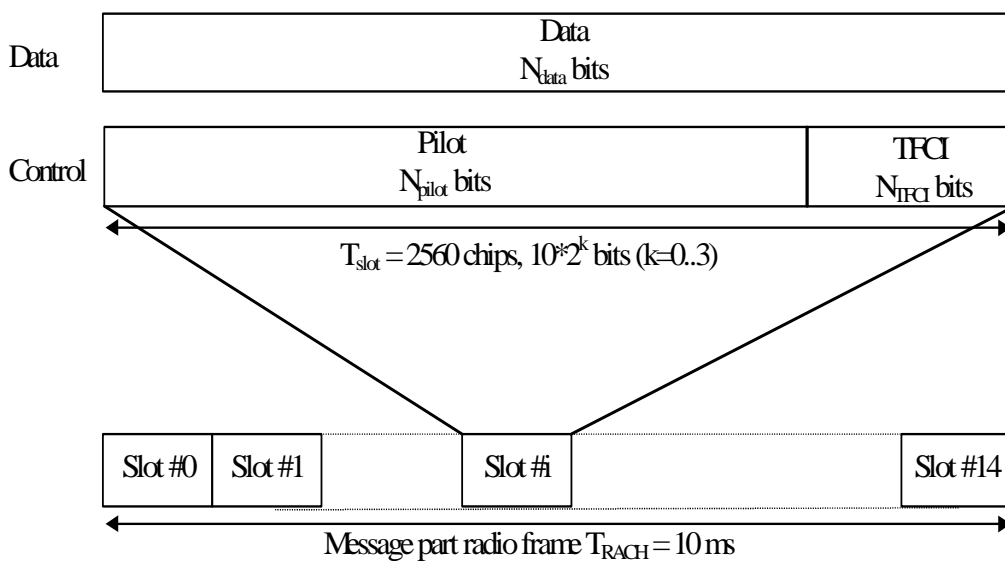 Data
Data
N_data bits
Control
Pilot
N_pilot bits
TFCI
N_TFCI bits
T_slot = 2560 chips, 10*2^k bits (k=0..3)
Slot #0
Slot #1
Slot #i
Slot #14
Message part radio frame T_RACH = 10 ms